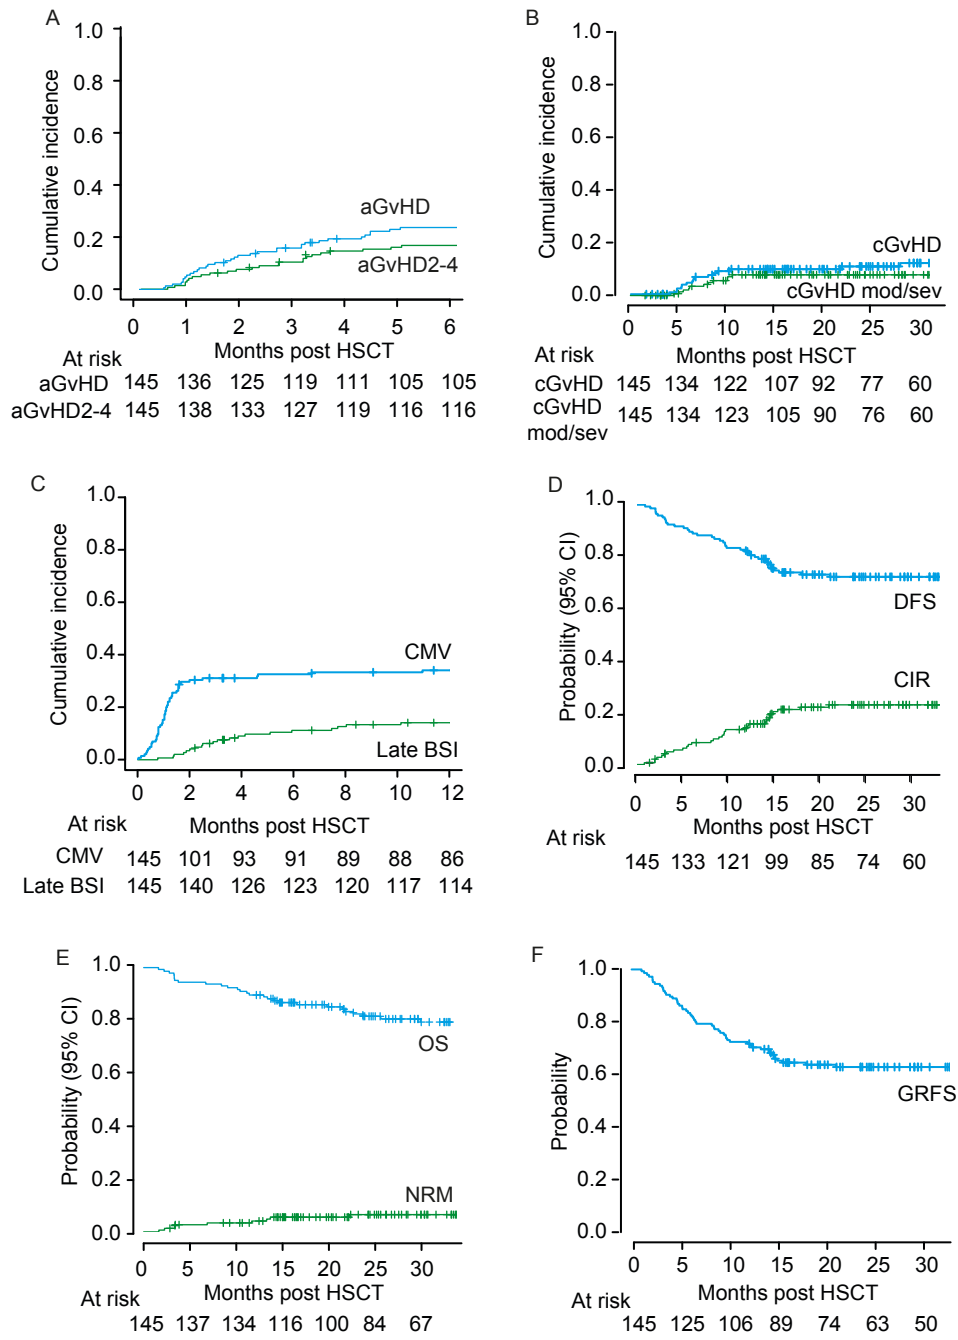 A
Cumulative incidence
1.0
0.8
0.6
0.4
0.2
0.0
aGvHD
aGvHD2-4
0 1 2 3 4 5 6
Months post HSCT
At risk
aGvHD 145 136 125 119 111 105 105
aGvHD2-4 145 138 133 127 119 116 116
B
Cumulative incidence
1.0
0.8
0.6
0.4
0.2
0.0
cGvHD
cGvHD mod/sev
0 5 10 15 20 25 30
Months post HSCT
At risk
cGvHD 145 134 122 107 92 77 60
cGvHD
mod/sev 145 134 123 105 90 76 60
C
Cumulative incidence
1.0
0.8
0.6
0.4
0.2
0.0
CMV
Late BSI
0 2 4 6 8 10 12
Months post HSCT
At risk
CMV 145 101 93 91 89 88 86
Late BSI 145 140 126 123 120 117 114
D
Probability (95% CI)
1.0
0.8
0.6
0.4
0.2
0.0
DFS
CIR
0 5 10 15 20 25 30
Months post HSCT
At risk
145 133 121 99 85 74 60
E
Probability (95% CI)
1.0
0.8
0.6
0.4
0.2
0.0
OS
NRM
0 5 10 15 20 25 30
Months post HSCT
At risk
145 137 134 116 100 84 67
F
Probability
1.0
0.8
0.6
0.4
0.2
0.0
GRFS
0 5 10 15 20 25 30
Months post HSCT
At risk
145 125 106 89 74 63 50